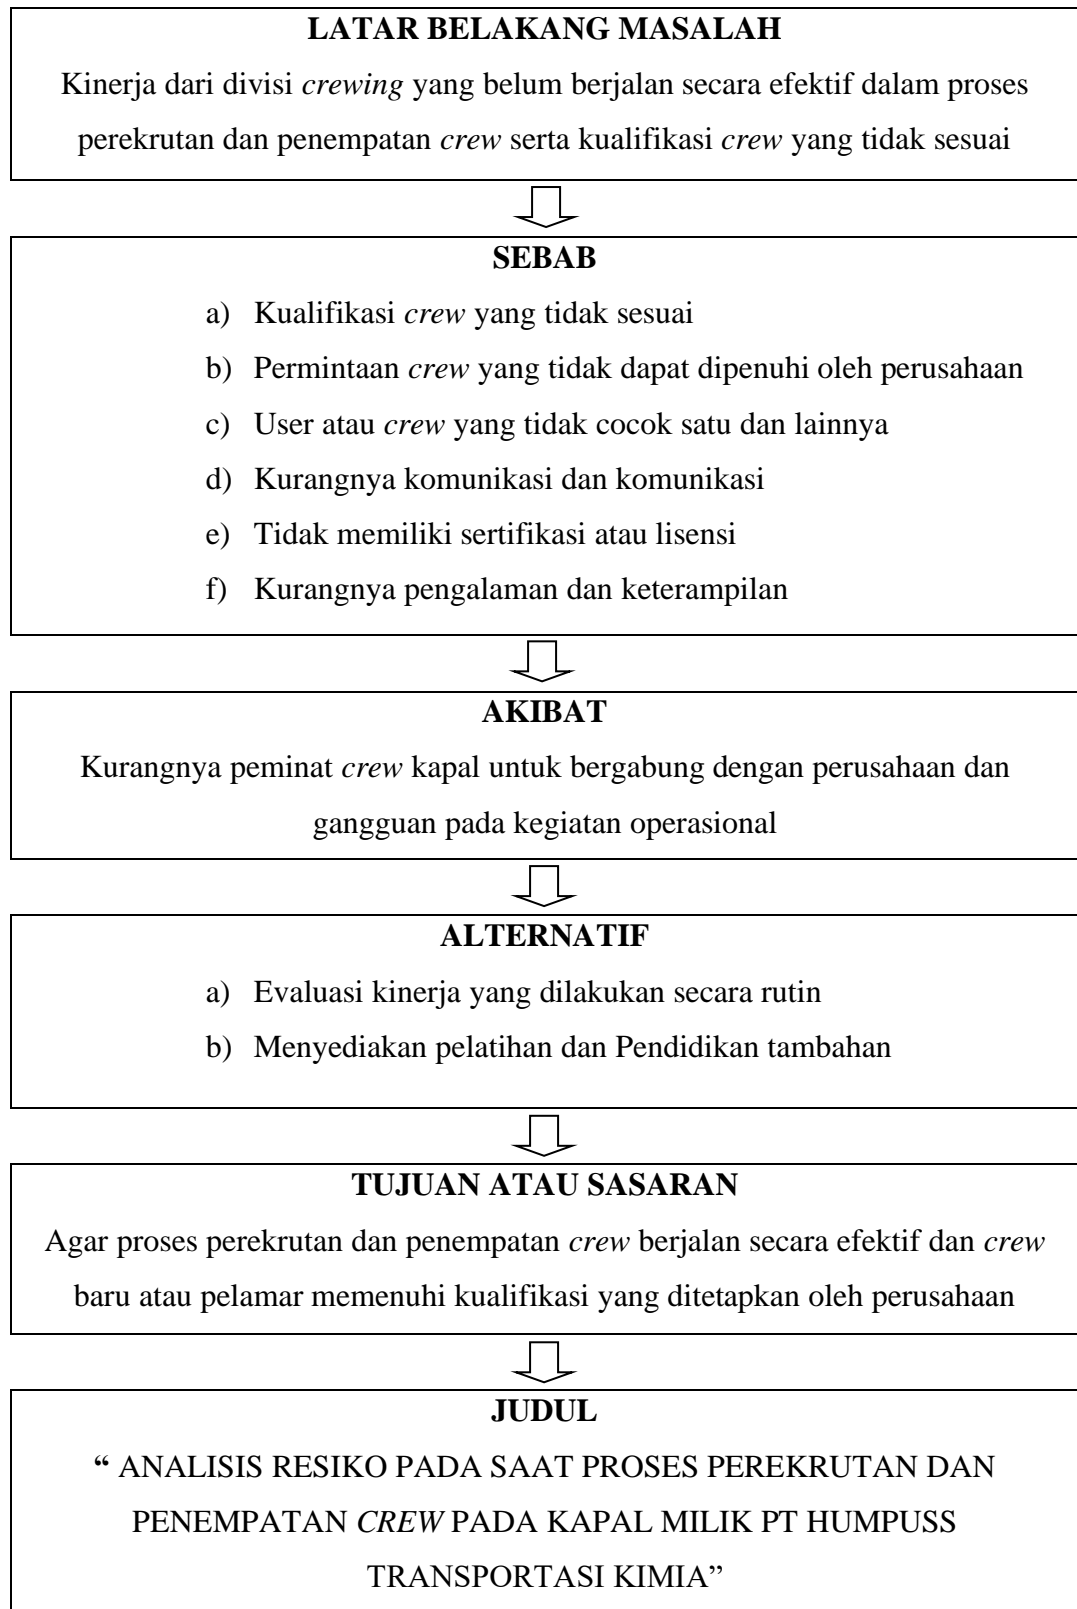 LATAR BELAKANG MASALAH
Kinerja dari divisi crewing yang belum berjalan secara efektif dalam proses
perekrutan dan penempatan crew serta kualifikasi crew yang tidak sesuai
SEBAB
a) Kualifikasi crew yang tidak sesuai
b) Permintaan crew yang tidak dapat dipenuhi oleh perusahaan
c) User atau crew yang tidak cocok satu dan lainnya
d) Kurangnya komunikasi dan komunikasi
e) Tidak memiliki sertifikasi atau lisensi
f) Kurangnya pengalaman dan keterampilan
AKIBAT
Kurangnya peminat crew kapal untuk bergabung dengan perusahaan dan
gangguan pada kegiatan operasional
ALTERNATIF
a) Evaluasi kinerja yang dilakukan secara rutin
b) Menyediakan pelatihan dan Pendidikan tambahan
TUJUAN ATAU SASARAN
Agar proses perekrutan dan penempatan crew berjalan secara efektif dan crew
baru atau pelamar memenuhi kualifikasi yang ditetapkan oleh perusahaan
JUDUL
“ ANALISIS RESIKO PADA SAAT PROSES PEREKRUTAN DAN
PENEMPATAN CREW PADA KAPAL MILIK PT HUMPUSS
TRANSPORTASI KIMIA”